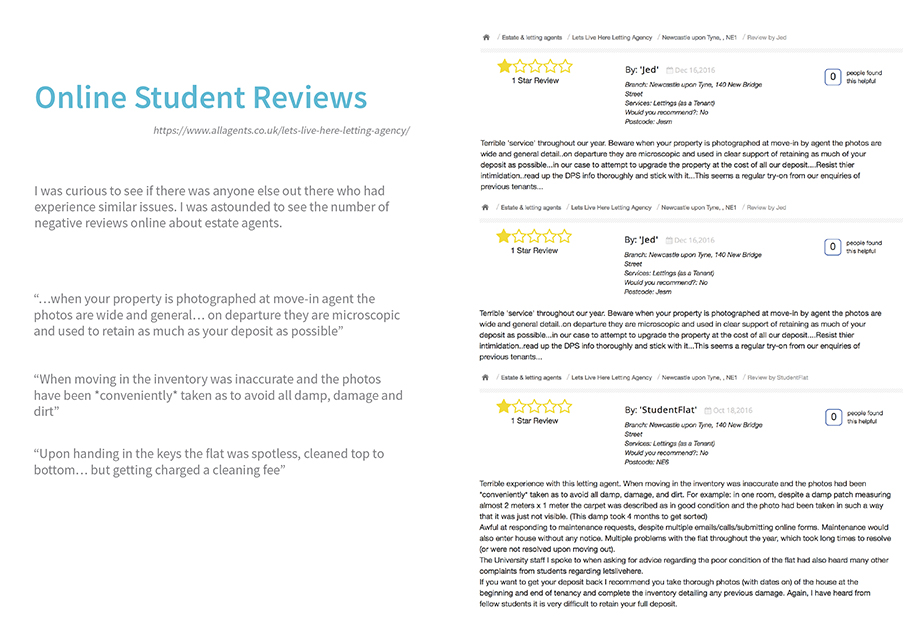 Online Student Reviews
https://www.allagents.co.uk/lets-live-here-letting-agency/
I was curious to see if there was anyone else out there who had
experience similar issues. I was astounded to see the number of
negative reviews online about estate agents.
“…when your property is photographed at move-in agent the
photos are wide and general… on departure they are microscopic
and used to retain as much as your deposit as possible”
“When moving in the inventory was inaccurate and the photos
have been *conveniently* taken as to avoid all damp, damage and
dirt”
“Upon handing in the keys the flat was spotless, cleaned top to
bottom… but getting charged a cleaning fee”
/ Estate & letting agents / Lets Live Here Letting Agency / Newcastle upon Tyne, , NE1 / Review by Jed
1 Star Review
By: 'Jed' Dec 16,2016
Branch: Newcastle upon Tyne, 140 New Bridge
Street
Services: Lettings (as a Tenant)
Would you recommend?: No
Postcode: Jesm
0 people found
this helpful
Terrible 'service' throughout our year. Beware when your property is photographed at move-in by agent the photos are
wide and general detail..on departure they are microscopic and used in clear support of retaining as much of your
deposit as possible...in our case to attempt to upgrade the property at the cost of all our deposit....Resist thier
intimidation..read up the DPS info thoroughly and stick with it...This seems a regular try-on from our enquiries of
previous tenants...
/ Estate & letting agents / Lets Live Here Letting Agency / Newcastle upon Tyne, , NE1 / Review by Jed
1 Star Review
By: 'Jed' Dec 16,2016
Branch: Newcastle upon Tyne, 140 New Bridge
Street
Services: Lettings (as a Tenant)
Would you recommend?: No
Postcode: Jesm
0 people found
this helpful
Terrible 'service' throughout our year. Beware when your property is photographed at move-in by agent the photos are
wide and general detail..on departure they are microscopic and used in clear support of retaining as much of your
deposit as possible...in our case to attempt to upgrade the property at the cost of all our deposit....Resist thier
intimidation..read up the DPS info thoroughly and stick with it...This seems a regular try-on from our enquiries of
previous tenants...
/ Estate & letting agents / Lets Live Here Letting Agency / Newcastle upon Tyne, , NE1 / Review by StudentFlat
1 Star Review
By: 'StudentFlat' Oct 18,2016
Branch: Newcastle upon Tyne, 140 New Bridge
Street
Services: Lettings (as a Tenant)
Would you recommend?: No
Postcode: NE6
0 people found
this helpful
Terrible experience with this letting agent. When moving in the inventory was inaccurate and the photos had been
*conveniently* taken as to avoid all damp, damage, and dirt. For example: in one room, despite a damp patch measuring
almost 2 meters x 1 meter the carpet was described as in good condition and the photo had been taken in such a way
that it was just not visible. (This damp took 4 months to get sorted)
Awful at responding to maintenance requests, despite multiple emails/calls/submitting online forms. Maintenance would
also enter house without any notice. Multiple problems with the flat throughout the year, which took long times to resolve
(or were not resolved upon moving out).
The University staff I spoke to when asking for advice regarding the poor condition of the flat had also heard many other
complaints from students regarding letslivehere.
If you want to get your deposit back I recommend you take thorough photos (with dates on) of the house at the
beginning and end of tenancy and complete the inventory detailing any previous damage. Again, I have heard from
fellow students it is very difficult to retain your full deposit.